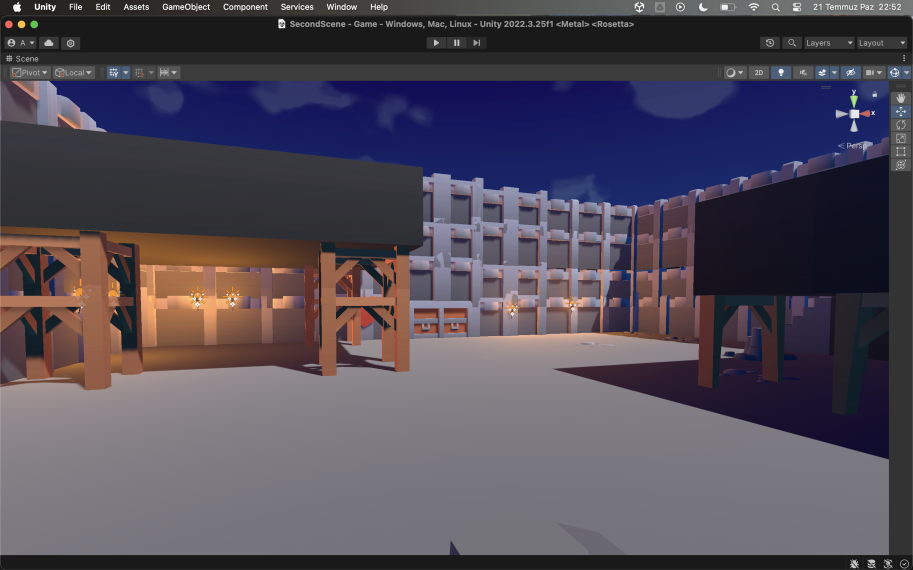 Unity File Edit Assets GameObject Component Services Window Help 21 Temmuz Paz 22:52
SecondScene - Game - Windows, Mac, Linux - Unity 2022.3.25f1 <Metal> <Rosetta>
A Layers Layout
Scene
Pivot Local 2D
y
x
Persp